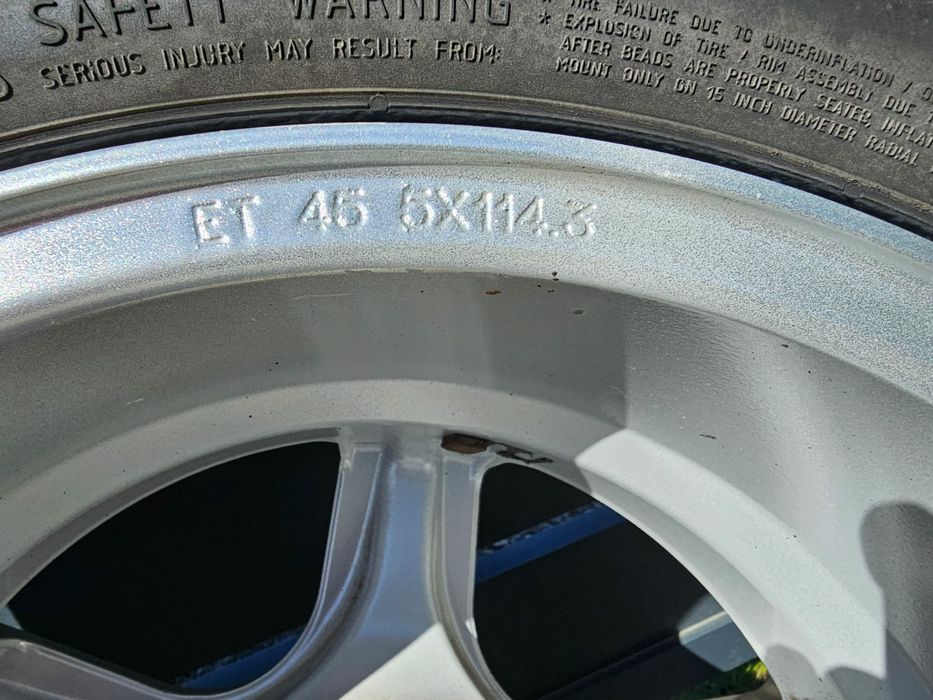 SAFETY WARNING
SERIOUS INJURY MAY RESULT FROM:
* TIRE FAILURE DUE TO UNDERINFLATION /
* EXPLOSION OF TIRE / RIM ASSEMBLY DUE
AFTER BEADS ARE PROPERLY SEATED INFLAT
MOUNT ONLY ON 15 INCH DIAMETER RADIAL
ET 45 5X114.3